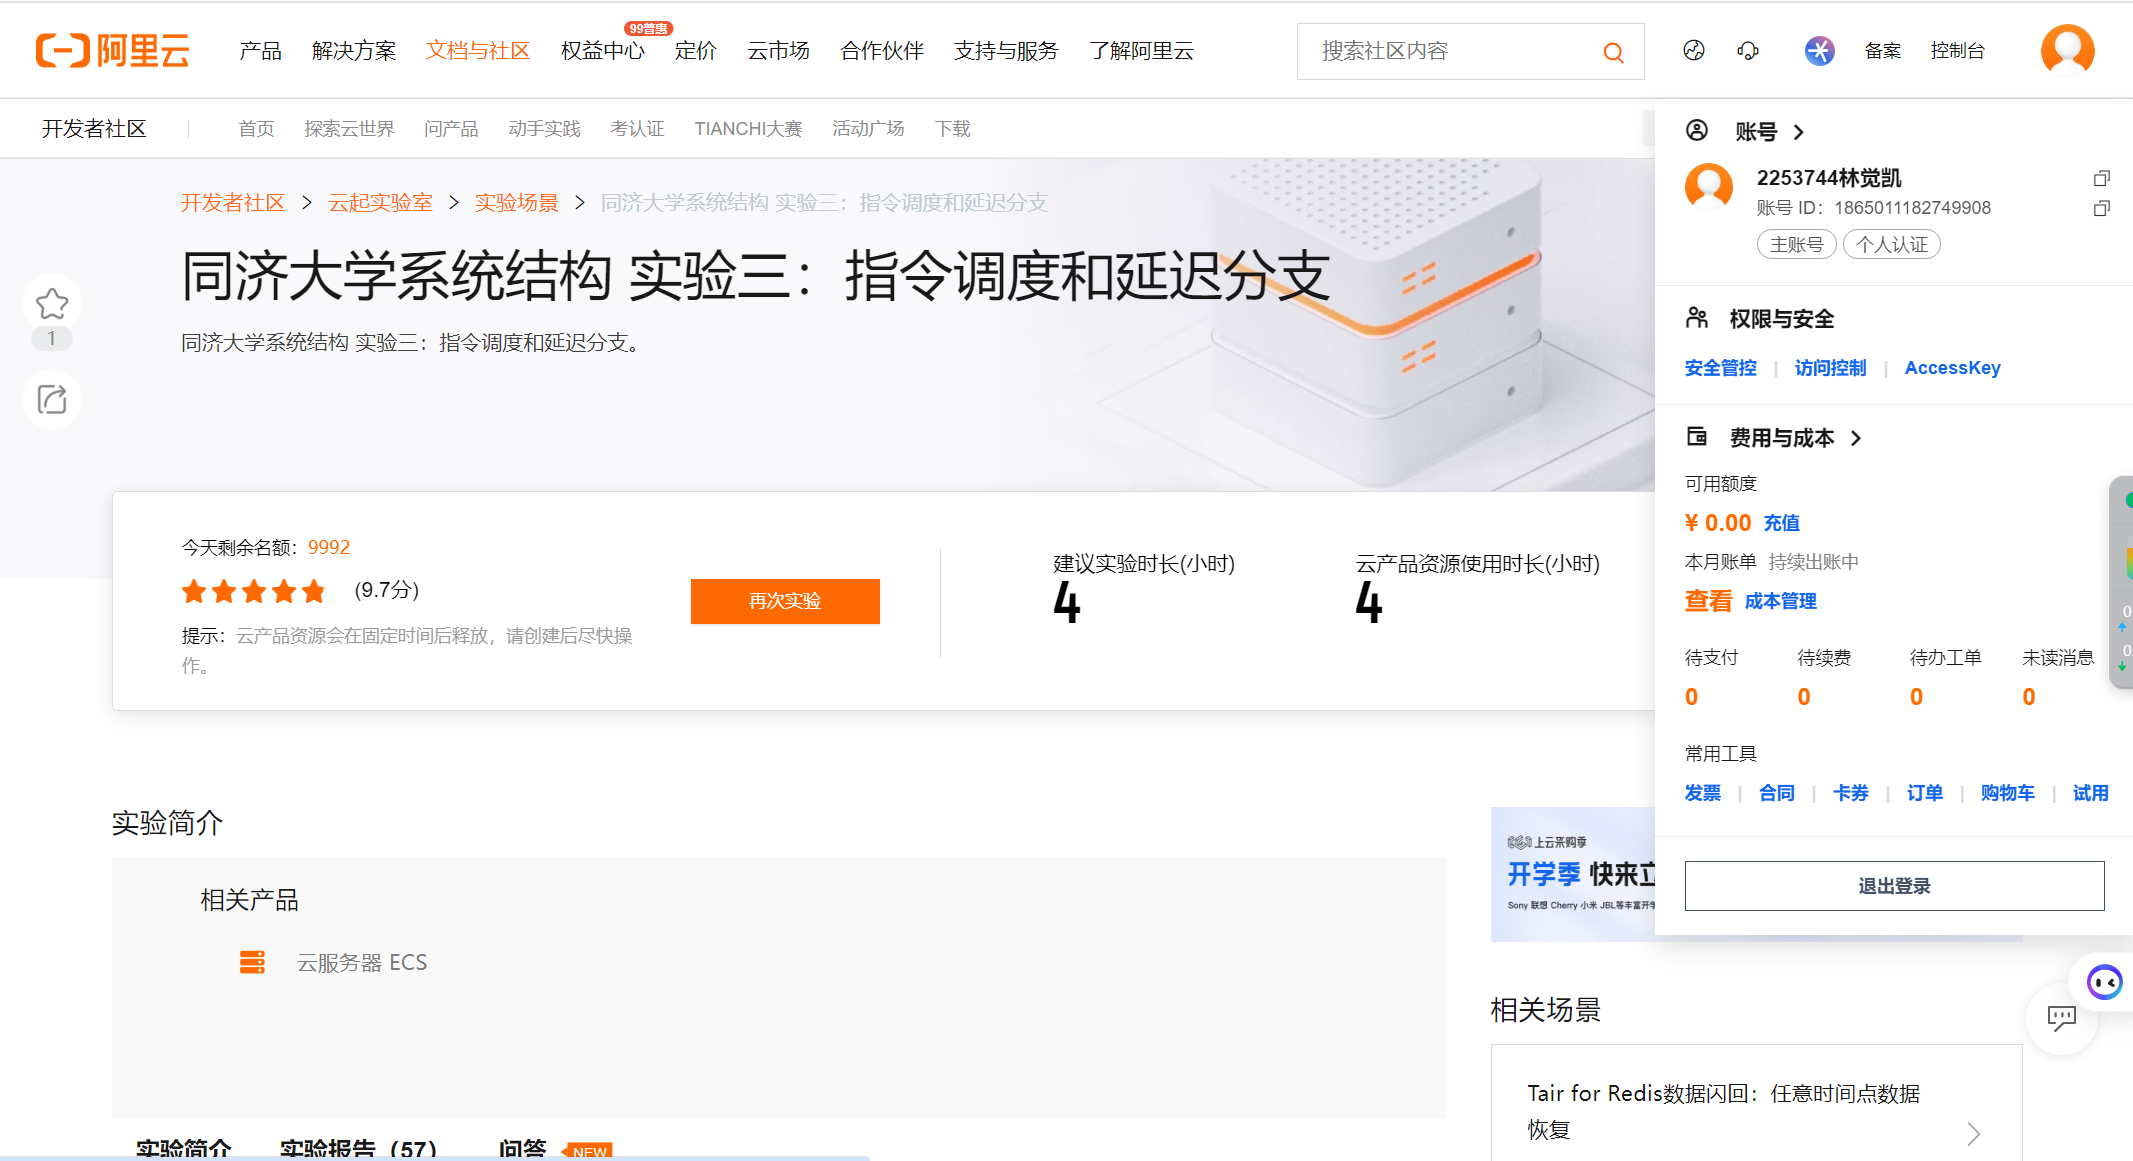 阿里云
产品 解决方案 文档与社区 权益中心 99普惠 定价 云市场 合作伙伴 支持与服务 了解阿里云
搜索社区内容
备案 控制台
开发者社区
首页 探索云世界 问产品 动手实践 考认证 TIANCHI大赛 活动广场 下载
开发者社区 > 云起实验室 > 实验场景 > 同济大学系统结构 实验三：指令调度和延迟分支
同济大学系统结构 实验三：指令调度和延迟分支
同济大学系统结构 实验三：指令调度和延迟分支。
1
今天剩余名额：9992
(9.7分)
提示：云产品资源会在固定时间后释放，请创建后尽快操
作。
再次实验
建议实验时长(小时)
4
云产品资源使用时长(小时)
4
账号 >
2253744林觉凯
账号 ID：1865011182749908
主账号 个人认证
权限与安全
安全管控 | 访问控制 | AccessKey
费用与成本 >
可用额度
¥ 0.00 充值
本月账单 持续出账中
查看 成本管理
待支付 待续费 待办工单 未读消息
0 0 0 0
常用工具
发票 | 合同 | 卡券 | 订单 | 购物车 | 试用
退出登录
实验简介
相关产品
云服务器 ECS
实验简介 实验报告（57） 问答 NEW
上云采购季
开学季 快来立
Sony 联想 Cherry 小米 JBL等丰富开学
相关场景
Tair for Redis数据闪回：任意时间点数据
恢复